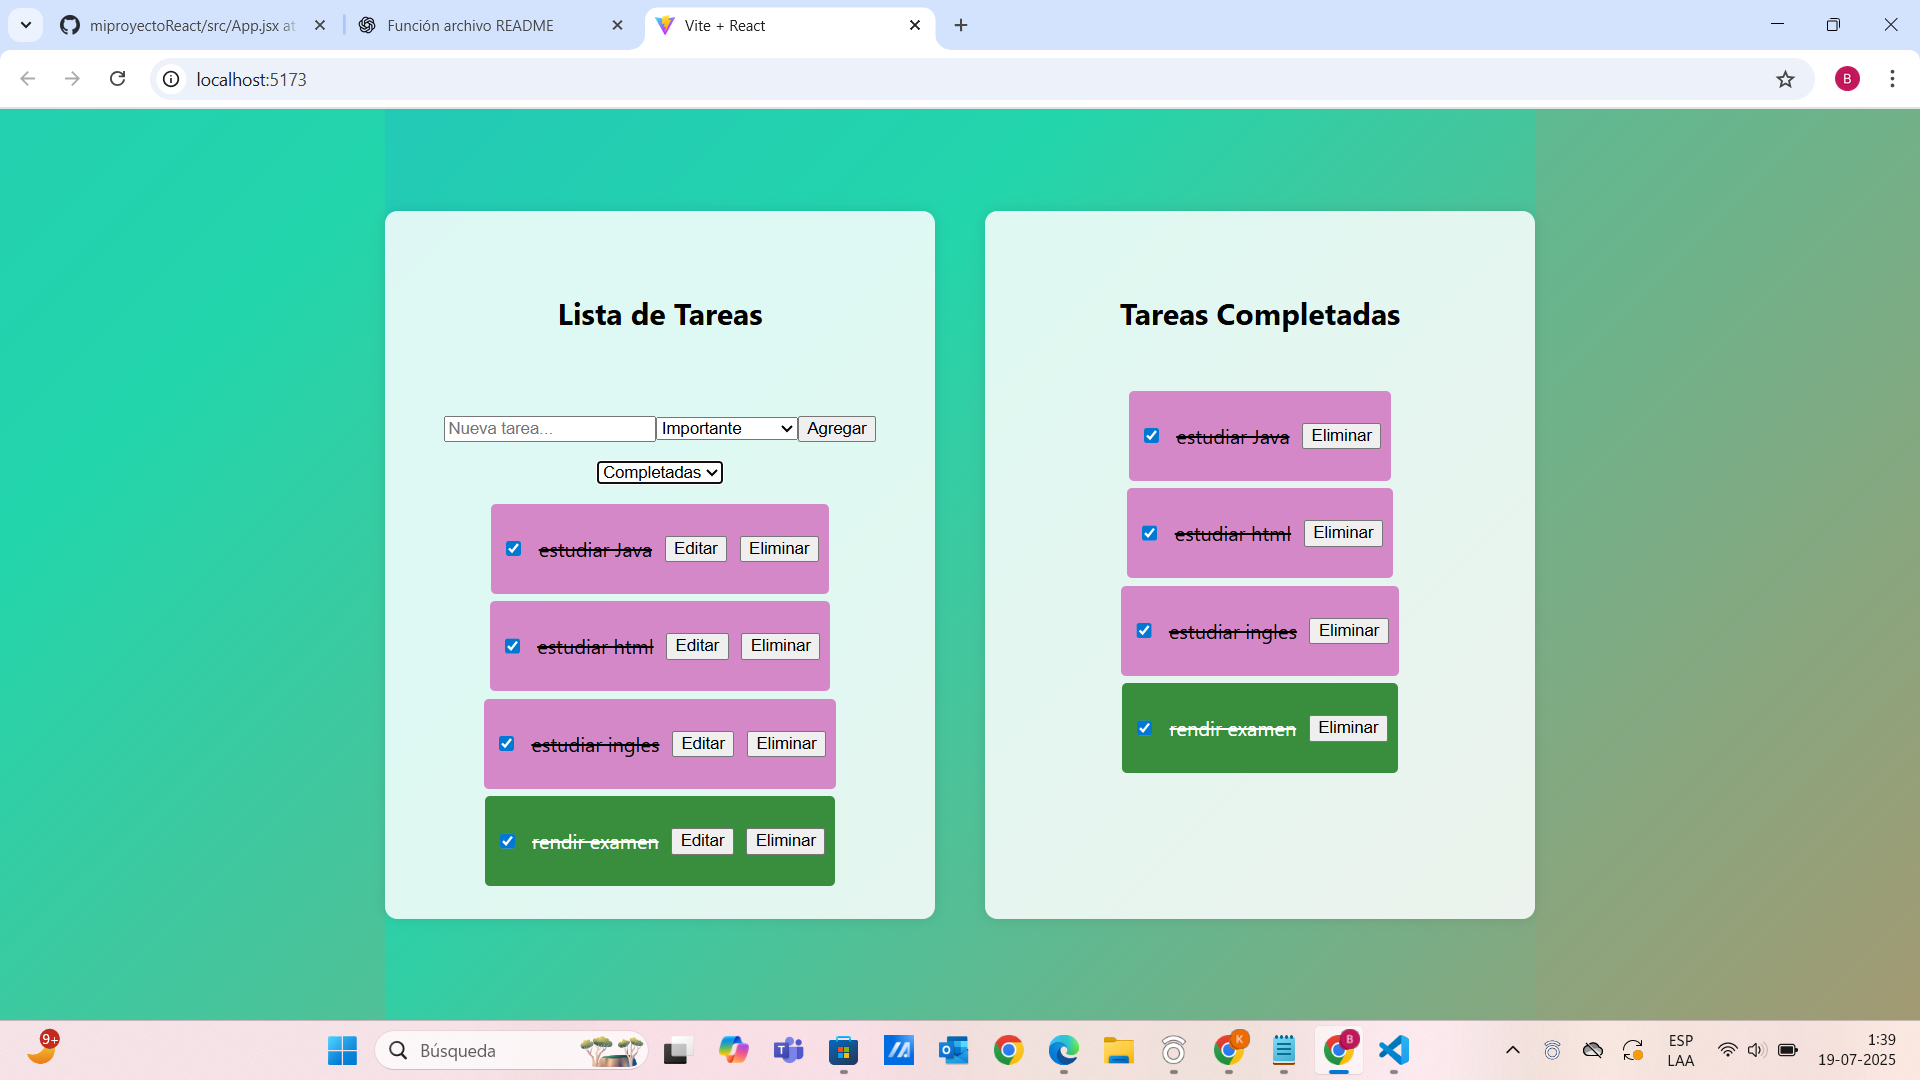 miproyectoReact/src/App.jsx at
Función archivo README
Vite + React
localhost:5173
B
Lista de Tareas
Nueva tarea...
Importante
Agregar
Completadas
estudiar Java
Editar
Eliminar
estudiar html
Editar
Eliminar
estudiar ingles
Editar
Eliminar
rendir examen
Editar
Eliminar
Tareas Completadas
estudiar Java
Eliminar
estudiar html
Eliminar
estudiar ingles
Eliminar
rendir examen
Eliminar
9+
Búsqueda
K
B
ESP
LAA
1:39
19-07-2025